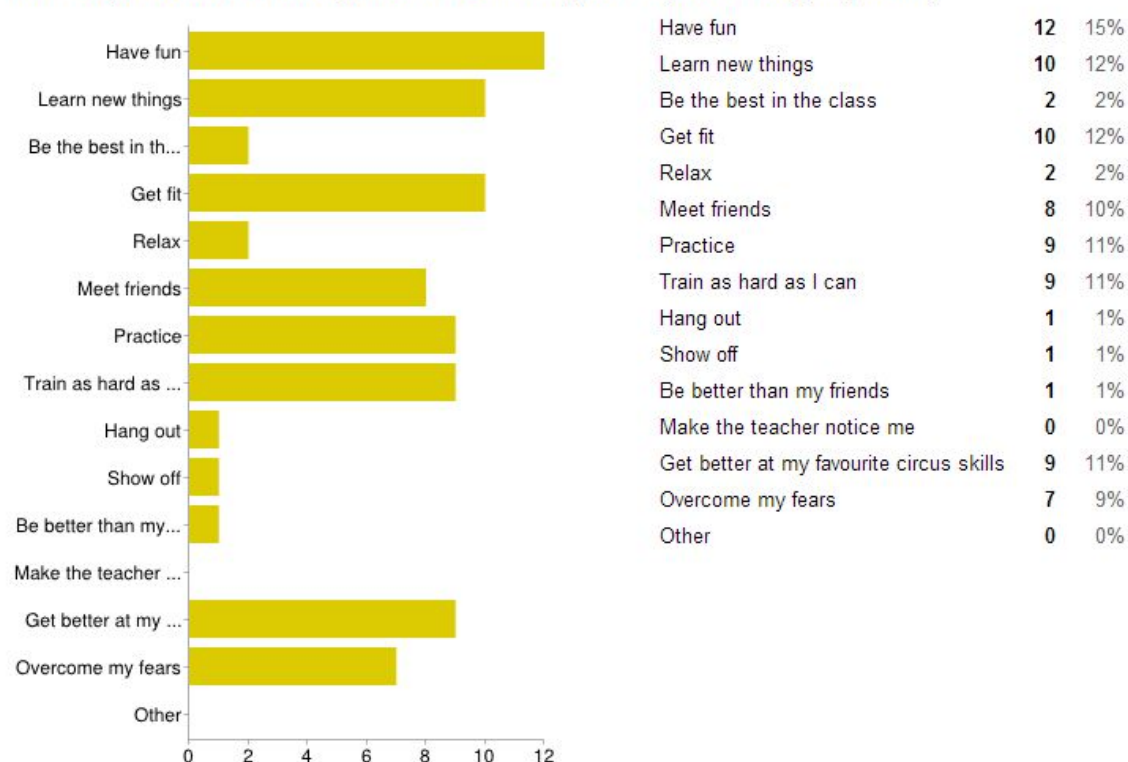 Have fun
Learn new things
Be the best in th...
Get fit
Relax
Meet friends
Practice
Train as hard as ...
Hang out
Show off
Be better than my...
Make the teacher ...
Get better at my ...
Overcome my fears
Other
0 2 4 6 8 10 12
Have fun 12 15%
Learn new things 10 12%
Be the best in the class 2 2%
Get fit 10 12%
Relax 2 2%
Meet friends 8 10%
Practice 9 11%
Train as hard as I can 9 11%
Hang out 1 1%
Show off 1 1%
Be better than my friends 1 1%
Make the teacher notice me 0 0%
Get better at my favourite circus skills 9 11%
Overcome my fears 7 9%
Other 0 0%